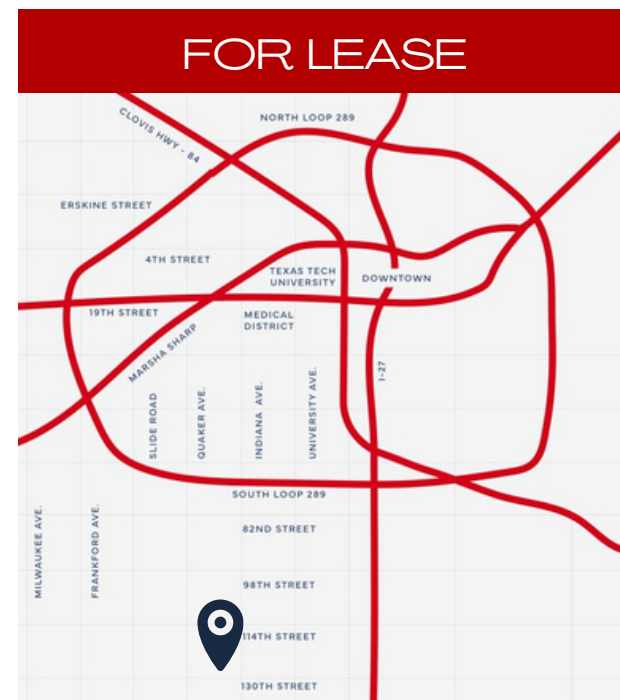 FOR LEASE
CLOVIS HWY - 84
NORTH LOOP 289
ERSKINE STREET
4TH STREET
TEXAS TECH
UNIVERSITY
DOWNTOWN
19TH STREET
MEDICAL
DISTRICT
MARSHA SHARP
I-27
SLIDE ROAD
QUAKER AVE.
INDIANA AVE.
UNIVERSITY AVE.
SOUTH LOOP 289
MILWAUKEE AVE.
FRANKFORD AVE.
82ND STREET
98TH STREET
114TH STREET
130TH STREET